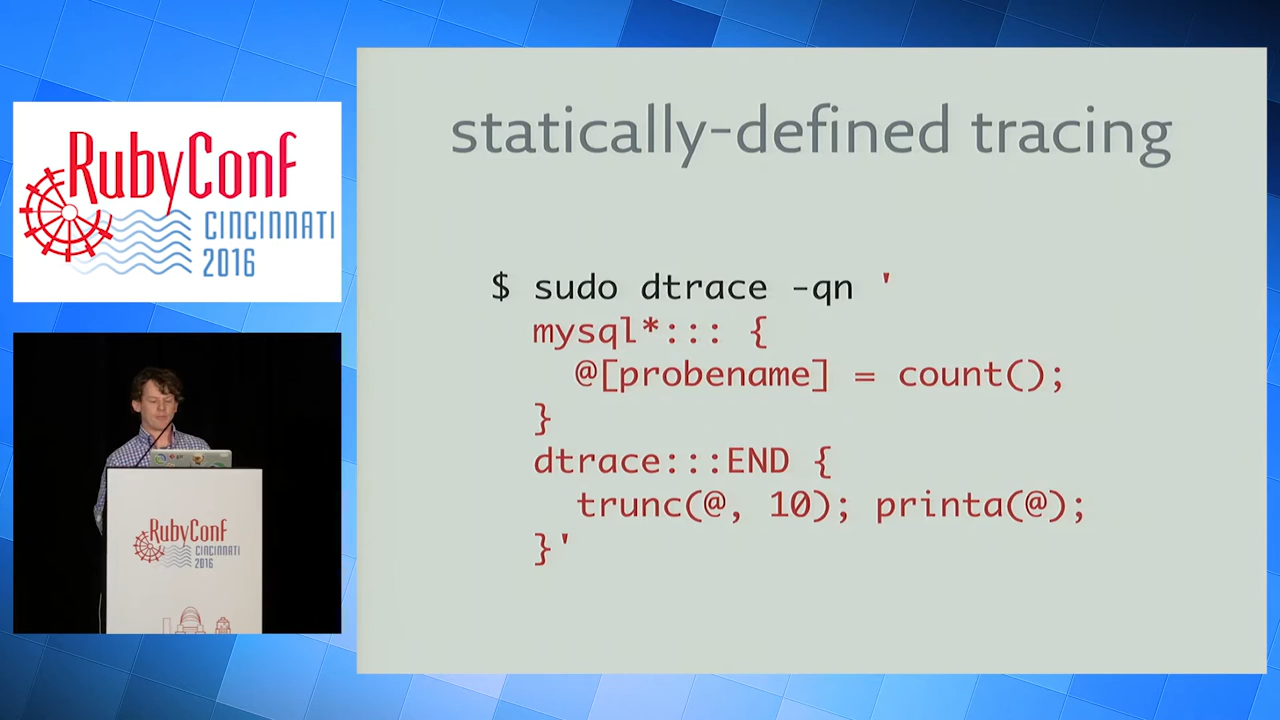 RubyConf
CINCINNATI
2016
RubyConf
CINCINNATI
2016
statically-defined tracing
$ sudo dtrace -qn '
mysql*::: {
@[probename] = count();
}
dtrace:::END {
trunc(@, 10); printa(@);
}'